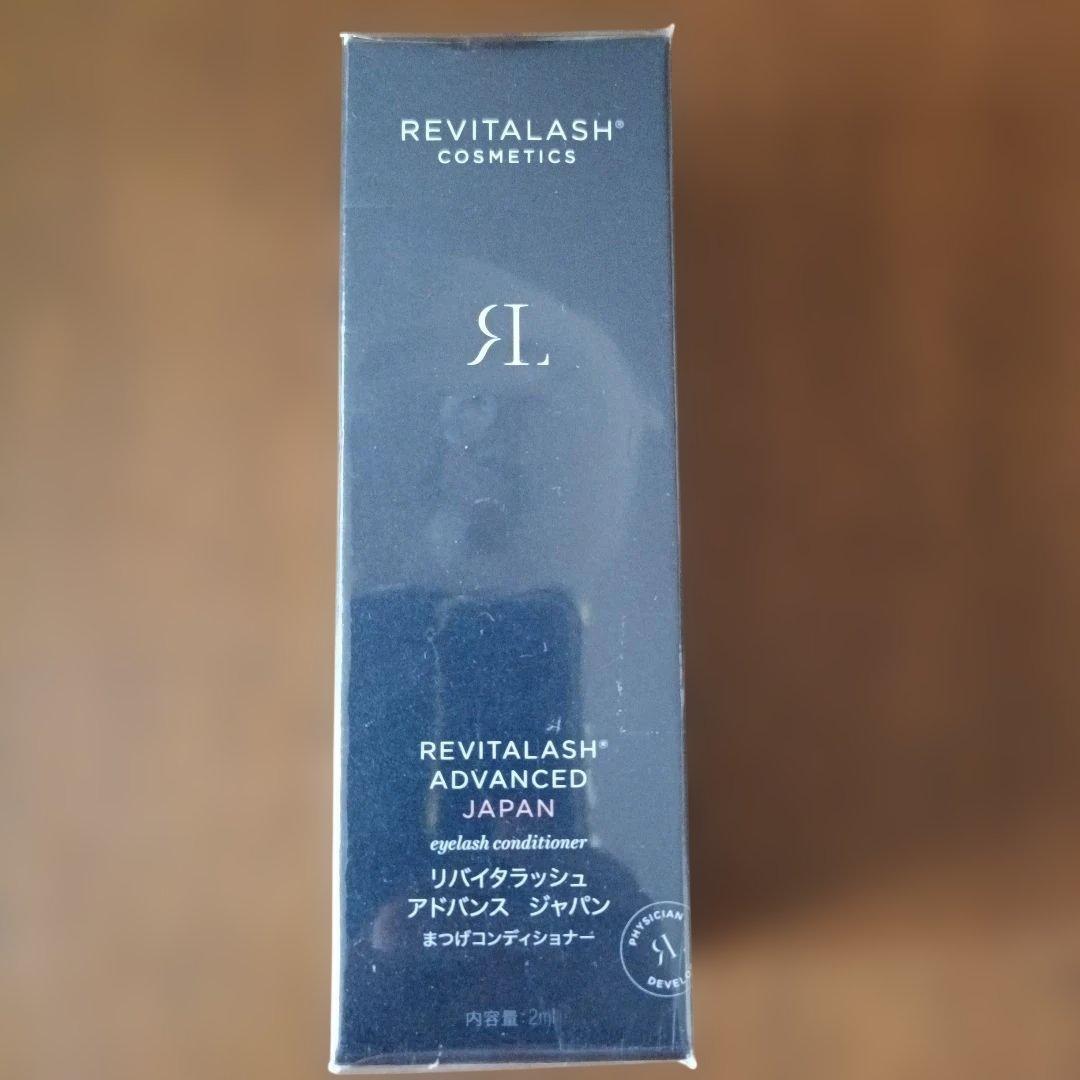 REVITALASH®
COSMETICS
RL
REVITALASH®
ADVANCED
JAPAN
eyelash conditioner
リバイタラッシュ
アドバンス ジャパン
まつげコンディショナー
PHYSICIAN
RL
内容量:2ml